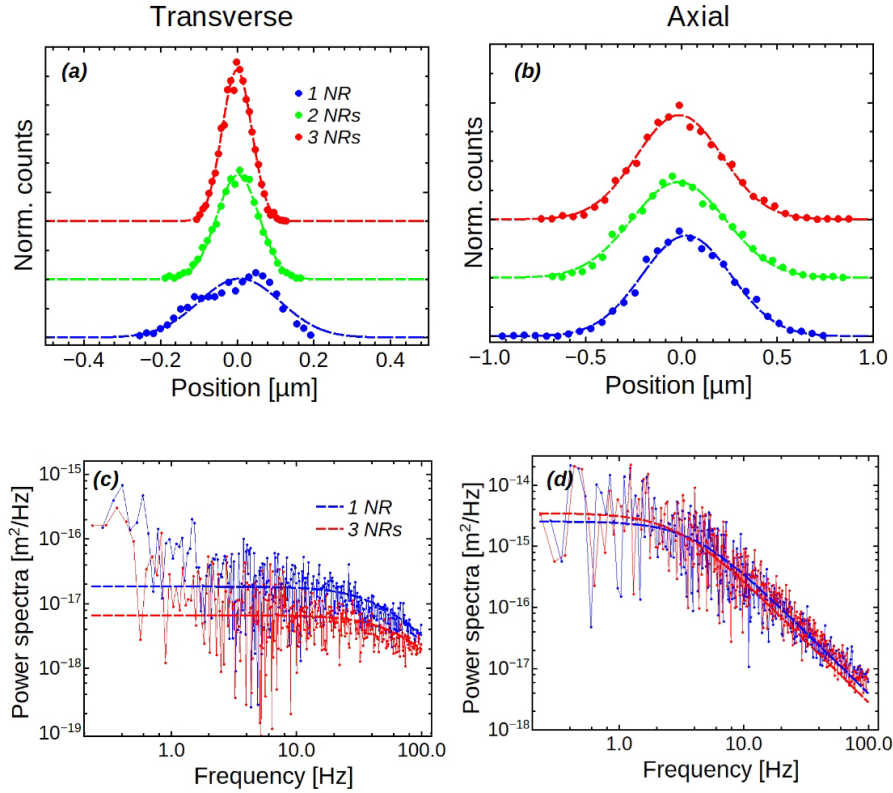 Transverse
Axial
(a)
1 NR
2 NRs
3 NRs
Norm. counts
−0.4 −0.2 0.0 0.2 0.4
Position [µm]
(b)
Norm. counts
−1.0 −0.5 0.0 0.5 1.0
Position [µm]
(c)
1 NR
3 NRs
Power spectra [m²/Hz]
10⁻¹⁵
10⁻¹⁶
10⁻¹⁷
10⁻¹⁸
10⁻¹⁹
1.0 10.0 100.0
Frequency [Hz]
(d)
Power spectra [m²/Hz]
10⁻¹⁴
10⁻¹⁵
10⁻¹⁶
10⁻¹⁷
10⁻¹⁸
1.0 10.0 100.0
Frequency [Hz]